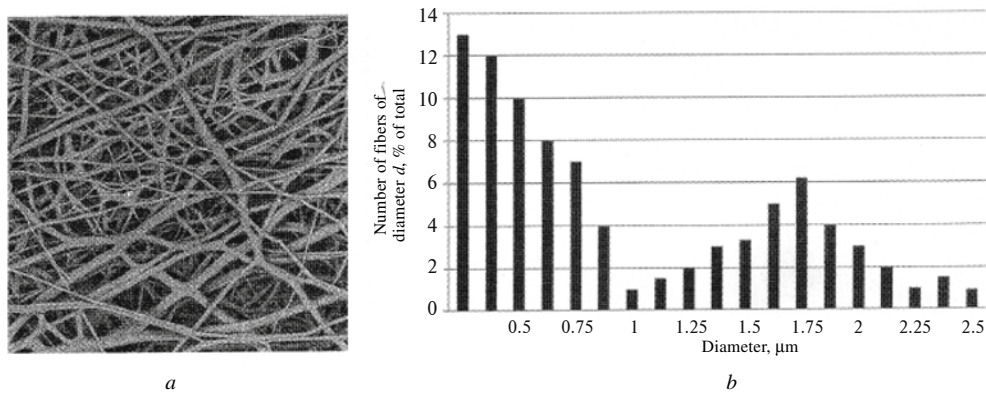 14
12
10
8
6
4
2
0
Number of fibers of
diameter d, % of total
0.5 0.75 1 1.25 1.5 1.75 2 2.25 2.5
Diameter, μm
a b